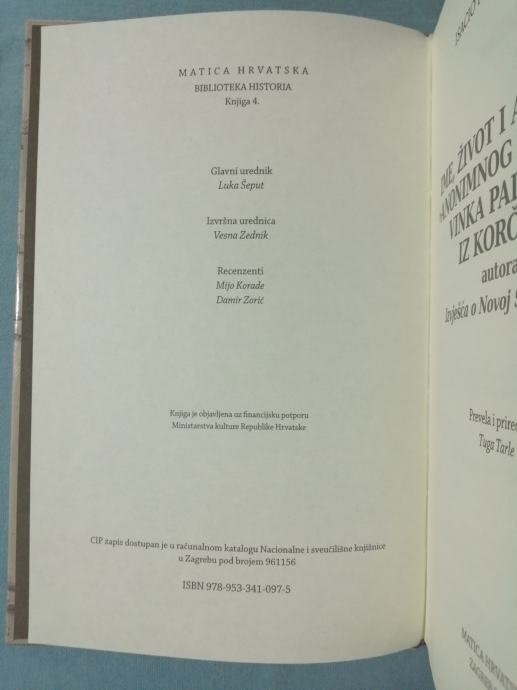 MATICA HRVATSKA
BIBLIOTEKA HISTORIA
Knjiga 4.
Glavni urednik
Luka Šeput
Izvršna urednica
Vesna Zednik
Recenzenti
Mijo Korade
Damir Zorić
Knjiga je objavljena uz financijsku potporu
Ministarstva kulture Republike Hrvatske
CIP zapis dostupan je u računalnom katalogu Nacionalne i sveučilišne knjižnice
u Zagrebu pod brojem 961156
ISBN 978-953-341-097-5
IME, ŽIVOT I
ANONIMNOG
VINKA
IZ
autora
Izvješća o Novoj
Prevela i
Tuga Tarle
MATICA